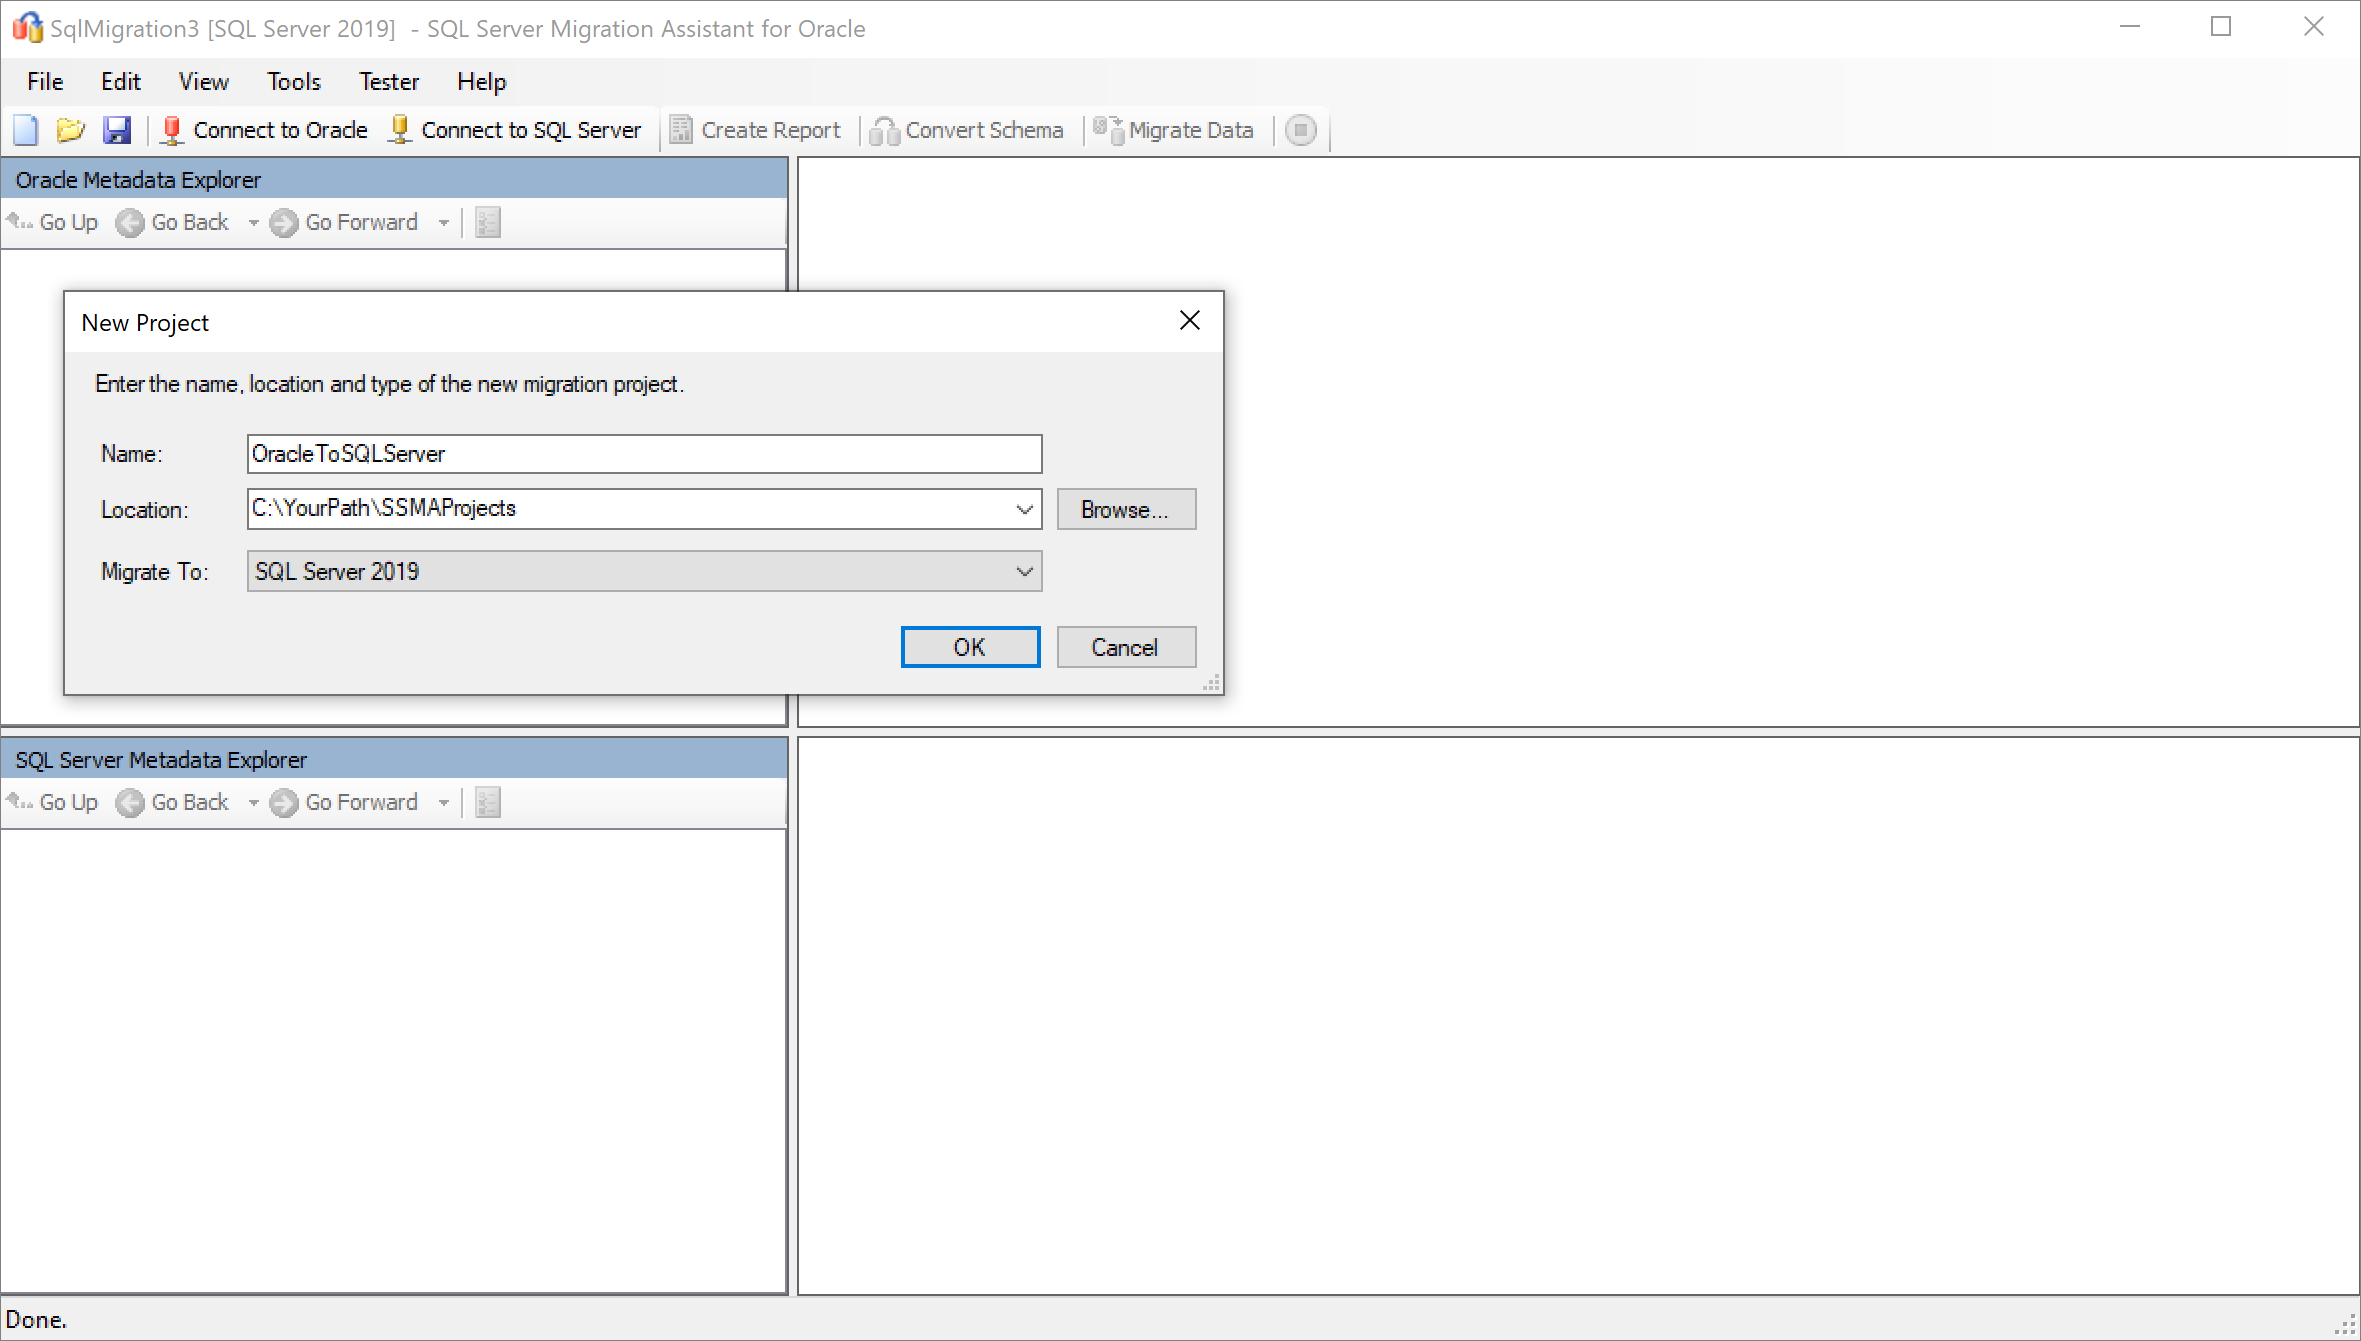 SqlMigration3 [SQL Server 2019] - SQL Server Migration Assistant for Oracle
File Edit View Tools Tester Help
Connect to Oracle Connect to SQL Server Create Report Convert Schema Migrate Data
Oracle Metadata Explorer
Go Up Go Back Go Forward
New Project
Enter the name, location and type of the new migration project.
Name: OracleToSQLServer
Location: C:\YourPath\SSMAProjects Browse...
Migrate To: SQL Server 2019
OK Cancel
SQL Server Metadata Explorer
Go Up Go Back Go Forward
Done.